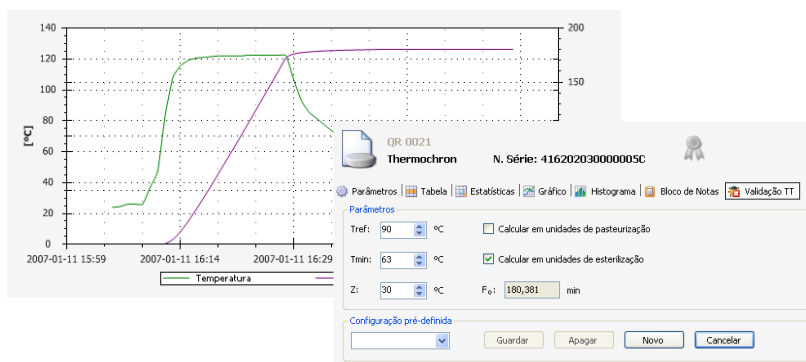 140
120
100
80
60
40
20
0
[ºC]
200
150
2007-01-11 15:59
2007-01-11 16:14
2007-01-11 16:29
Temperatura
QR 0021
Thermochron N. Série: 416202030000005C
Parâmetros Tabela Estatísticas Gráfico Histograma Bloco de Notas Validação TT
Parâmetros
Tref: 90 ºC Calcular em unidades de pasteurização
Tmin: 63 ºC Calcular em unidades de esterilização
Z: 30 ºC F₀: 180,381 min
Configuração pré-definida
Guardar Apagar Novo Cancelar